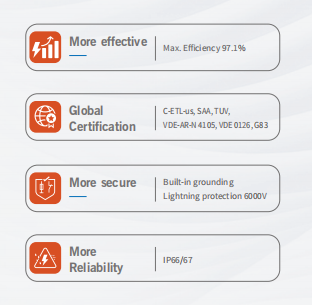 More effective
Max. Efficiency 97.1%
Global
Certification
C-ETL-us, SAA, TUV,
VDE-AR-N 4105, VDE 0126, G83
More secure
Built-in grounding
Lightning protection 6000V
More
Reliability
IP66/67